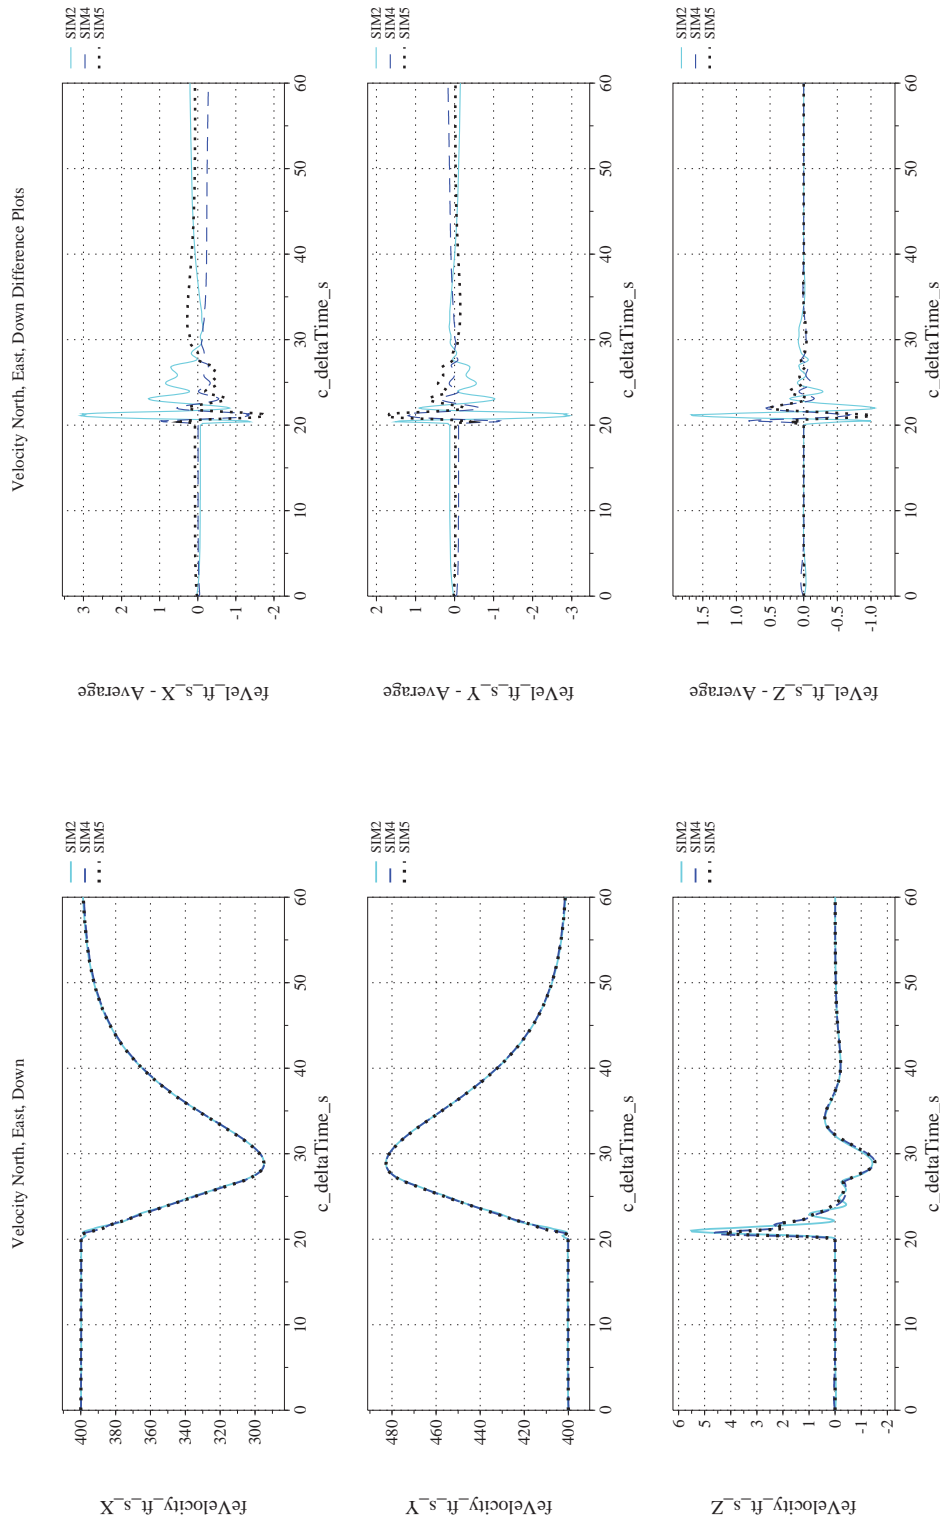 Velocity North, East, Down
feVelocity_ft_s_X
400
380
360
340
320
300
0
10
20
30
40
50
60
c_deltaTime_s
SIM2
SIM4
SIM5
feVelocity_ft_s_Y
480
460
440
420
400
0
10
20
30
40
50
60
c_deltaTime_s
SIM2
SIM4
SIM5
feVelocity_ft_s_Z
6
5
4
3
2
1
0
-1
-2
0
10
20
30
40
50
60
c_deltaTime_s
SIM2
SIM4
SIM5
Velocity North, East, Down Difference Plots
feVel_ft_s_X - Average
3
2
1
0
-1
-2
0
10
20
30
40
50
60
c_deltaTime_s
SIM2
SIM4
SIM5
feVel_ft_s_Y - Average
2
1
0
-1
-2
-3
0
10
20
30
40
50
60
c_deltaTime_s
SIM2
SIM4
SIM5
feVel_ft_s_Z - Average
1.5
1.0
0.5
0.0
-0.5
-1.0
0
10
20
30
40
50
60
c_deltaTime_s
SIM2
SIM4
SIM5